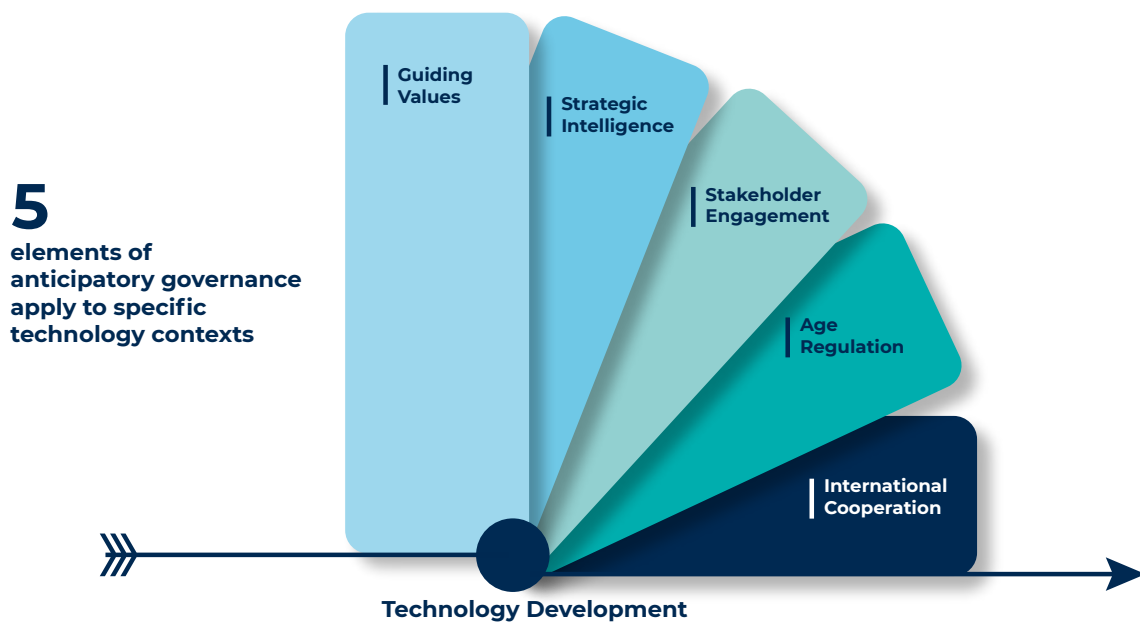 5
elements of
anticipatory governance
apply to specific
technology contexts
Guiding
Values
Strategic
Intelligence
Stakeholder
Engagement
Age
Regulation
International
Cooperation
Technology Development